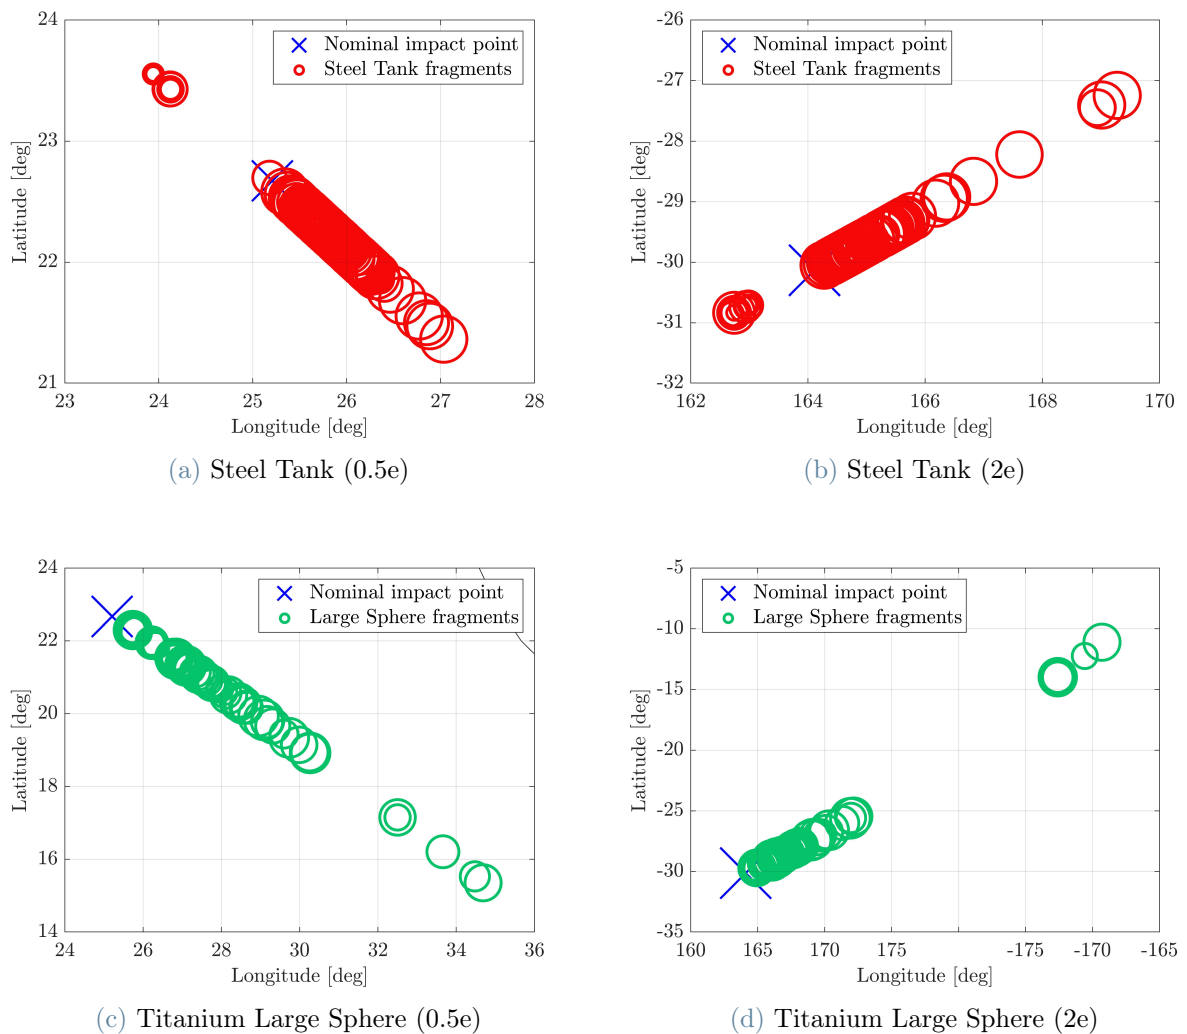 24
23
22
21
Latitude [deg]
Nominal impact point
Steel Tank fragments
23 24 25 26 27 28
Longitude [deg]
(a) Steel Tank (0.5e)
-26
-27
-28
-29
-30
-31
-32
Latitude [deg]
Nominal impact point
Steel Tank fragments
162 164 166 168 170
Longitude [deg]
(b) Steel Tank (2e)
24
22
20
18
16
14
Latitude [deg]
Nominal impact point
Large Sphere fragments
24 26 28 30 32 34 36
Longitude [deg]
(c) Titanium Large Sphere (0.5e)
-5
-10
-15
-20
-25
-30
-35
Latitude [deg]
Nominal impact point
Large Sphere fragments
160 165 170 175 -175 -170 -165
Longitude [deg]
(d) Titanium Large Sphere (2e)